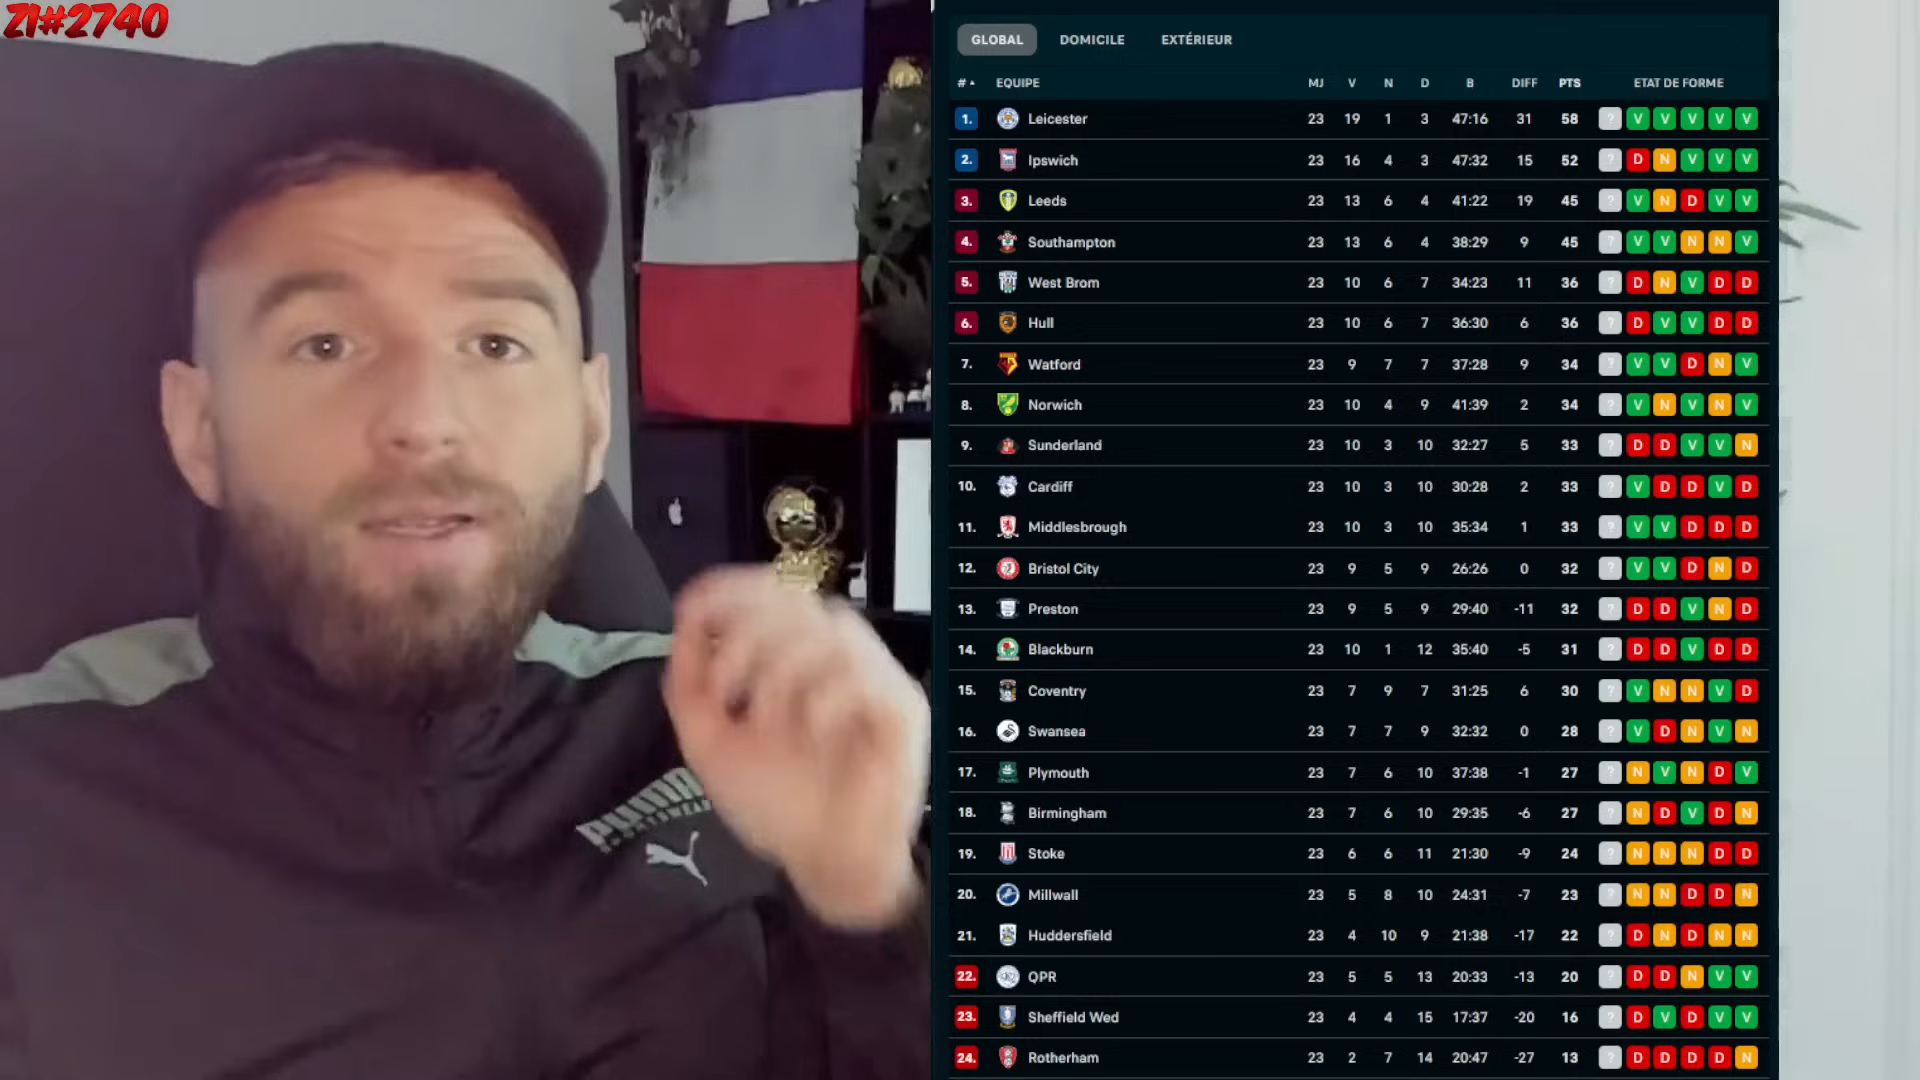 ZI#2740
GLOBAL DOMICILE EXTÉRIEUR
# EQUIPE MJ V N D B DIFF PTS ETAT DE FORME
1. Leicester 23 19 1 3 47:16 31 58 ? V V V V V
2. Ipswich 23 16 4 3 47:32 15 52 ? D N V V V
3. Leeds 23 13 6 4 41:22 19 45 ? V N D V V
4. Southampton 23 13 6 4 38:29 9 45 ? V V N N V
5. West Brom 23 10 6 7 34:23 11 36 ? D N V D D
6. Hull 23 10 6 7 36:30 6 36 ? D V V D D
7. Watford 23 9 7 7 37:28 9 34 ? V V D N V
8. Norwich 23 10 4 9 41:39 2 34 ? V N V N V
9. Sunderland 23 10 3 10 32:27 5 33 ? D D V V N
10. Cardiff 23 10 3 10 30:28 2 33 ? V D D V D
11. Middlesbrough 23 10 3 10 35:34 1 33 ? V V D D D
12. Bristol City 23 9 5 9 26:26 0 32 ? V V D N D
13. Preston 23 9 5 9 29:40 -11 32 ? D D V N D
14. Blackburn 23 10 1 12 35:40 -5 31 ? D D V D D
15. Coventry 23 7 9 7 31:25 6 30 ? V N N V D
16. Swansea 23 7 7 9 32:32 0 28 ? V D N V N
17. Plymouth 23 7 6 10 37:38 -1 27 ? N V N D V
18. Birmingham 23 7 6 10 29:35 -6 27 ? N D V D N
19. Stoke 23 6 6 11 21:30 -9 24 ? N N N D D
20. Millwall 23 5 8 10 24:31 -7 23 ? N N D D N
21. Huddersfield 23 4 10 9 21:38 -17 22 ? D N D N N
22. QPR 23 5 5 13 20:33 -13 20 ? D D N V V
23. Sheffield Wed 23 4 4 15 17:37 -20 16 ? D V D V V
24. Rotherham 23 2 7 14 20:47 -27 13 ? D D D D N
PUMA